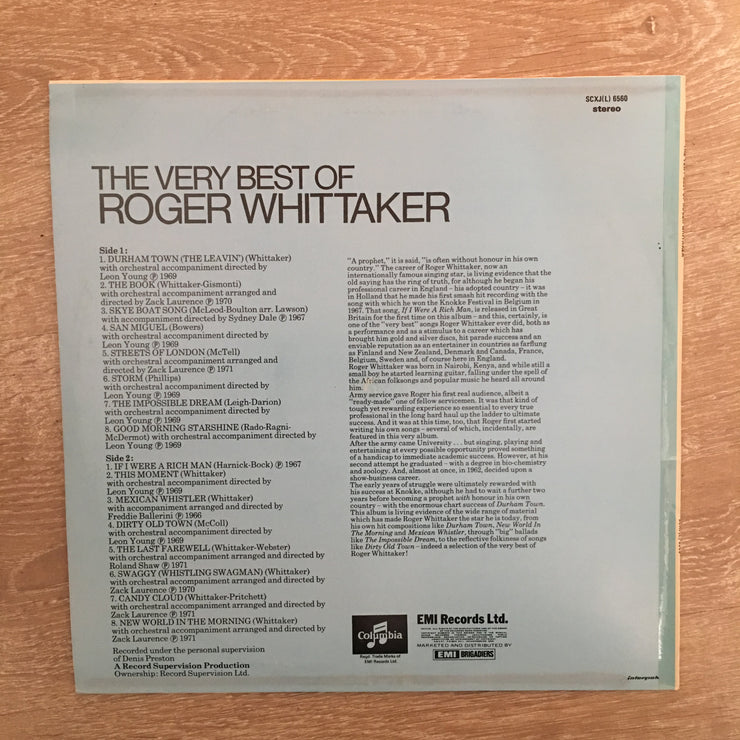 SCXJ(L) 6560
stereo
THE VERY BEST OF
ROGER WHITTAKER
Side 1:
1. DURHAM TOWN (THE LEAVIN') (Whittaker)
with orchestral accompaniment directed by
Leon Young Ⓟ 1969
2. THE BOOK (Whittaker-Gismonti)
with orchestral accompaniment arranged and
directed by Zack Laurence Ⓟ 1970
3. SKYE BOAT SONG (McLeod-Boulton arr. Lawson)
with orchestral accompaniment by Sydney Dale Ⓟ 1967
4. SAN MIGUEL (Bowers)
with orchestral accompaniment directed by
Leon Young Ⓟ 1969
5. STREETS OF LONDON (McTell)
with orchestral accompaniment arranged and
directed by Zack Laurence Ⓟ 1971
6. STORM (Phillips)
with orchestral accompaniment directed by
Leon Young Ⓟ 1969
7. THE IMPOSSIBLE DREAM (Leigh-Darion)
with orchestral accompaniment directed by
Leon Young Ⓟ 1969
8. GOOD MORNING STARSHINE (Rado-Ragni-
McDermot) with orchestral accompaniment directed by
Leon Young Ⓟ 1969
Side 2:
1. IF I WERE A RICH MAN (Harnick-Bock) Ⓟ 1967
2. THIS MOMENT (Whittaker)
with orchestral accompaniment directed by
Leon Young Ⓟ 1969
3. MEXICAN WHISTLER (Whittaker)
with accompaniment arranged and directed by
Freddie Ballerini Ⓟ 1966
4. DIRTY OLD TOWN (McColl)
with orchestral accompaniment directed by
Leon Young Ⓟ 1969
5. THE LAST FAREWELL (Whittaker-Webster)
with orchestral accompaniment arranged and directed by
Roland Shaw Ⓟ 1971
6. SWAGGY (WHISTLING SWAGMAN) (Whittaker)
with orchestral accompaniment arranged and directed by
Zack Laurence Ⓟ 1970
7. CANDY CLOUD (Whittaker-Pritchett)
with orchestral accompaniment arranged and directed by
Zack Laurence Ⓟ 1971
8. NEW WORLD IN THE MORNING (Whittaker)
with orchestral accompaniment arranged and directed by
Zack Laurence Ⓟ 1971
Recorded under the personal supervision
of Denis Preston
A Record Supervision Production
Ownership: Record Supervision Ltd.
"A prophet," it is said, "is often without honour in his own
country." The career of Roger Whittaker, now an
internationally famous singing star, is living evidence that the
old saying has the ring of truth, for although he began his
professional career in England – his adopted country – it was
in Holland that he made his first smash hit recording with the
song with which he won the Knokke Festival in Belgium in
1967. That song, If I Were A Rich Man, is released in Great
Britain for the first time on this album – and this, certainly, is
one of the "very best" songs Roger Whittaker ever did, both as
a performance and as a stimulus to a career which has
brought him gold and silver discs, hit parade success and an
enviable reputation as an entertainer in countries as farflung
as Finland and New Zealand, Denmark and Canada, France,
Belgium, Sweden and, of course here in England.
Roger Whittaker was born in Nairobi, Kenya, and while still a
small boy he started learning guitar, falling under the spell of
the African folksongs and popular music he heard all around
him.
Army service gave Roger his first real audience, albeit a
"ready-made" one of fellow servicemen. It was that kind of
tough yet rewarding experience so essential to every true
professional in the long hard haul up the ladder to ultimate
success. And it was at this time, too, that Roger first started
writing his own songs – several of which, incidentally, are
featured in this very album.
After the army came University . . . but singing, playing and
entertaining at every possible opportunity proved something
of a handicap to immediate academic success. However, at his
second attempt he graduated – with a degree in bio-chemistry
and zoology. And, almost at once, in 1962, decided upon a
show-business career.
The early years of struggle were ultimately rewarded with
his success at Knokke, although he had to wait a further two
years before becoming a prophet with honour in his own
country – with the enormous chart success of Durham Town.
This album is living evidence of the wide range of material
which has made Roger Whittaker the star he is today, from
his own hit compositions like Durham Town, New World In
The Morning and Mexican Whistler, through "big" ballads
like The Impossible Dream, to the reflective folkiness of songs
like Dirty Old Town – indeed a selection of the very best of
Roger Whittaker!
Columbia
Regd. Trade Marks of
EMI Records Ltd.
EMI Records Ltd.
MARKETED AND DISTRIBUTED BY
EMI BRIGADIERS
interpak